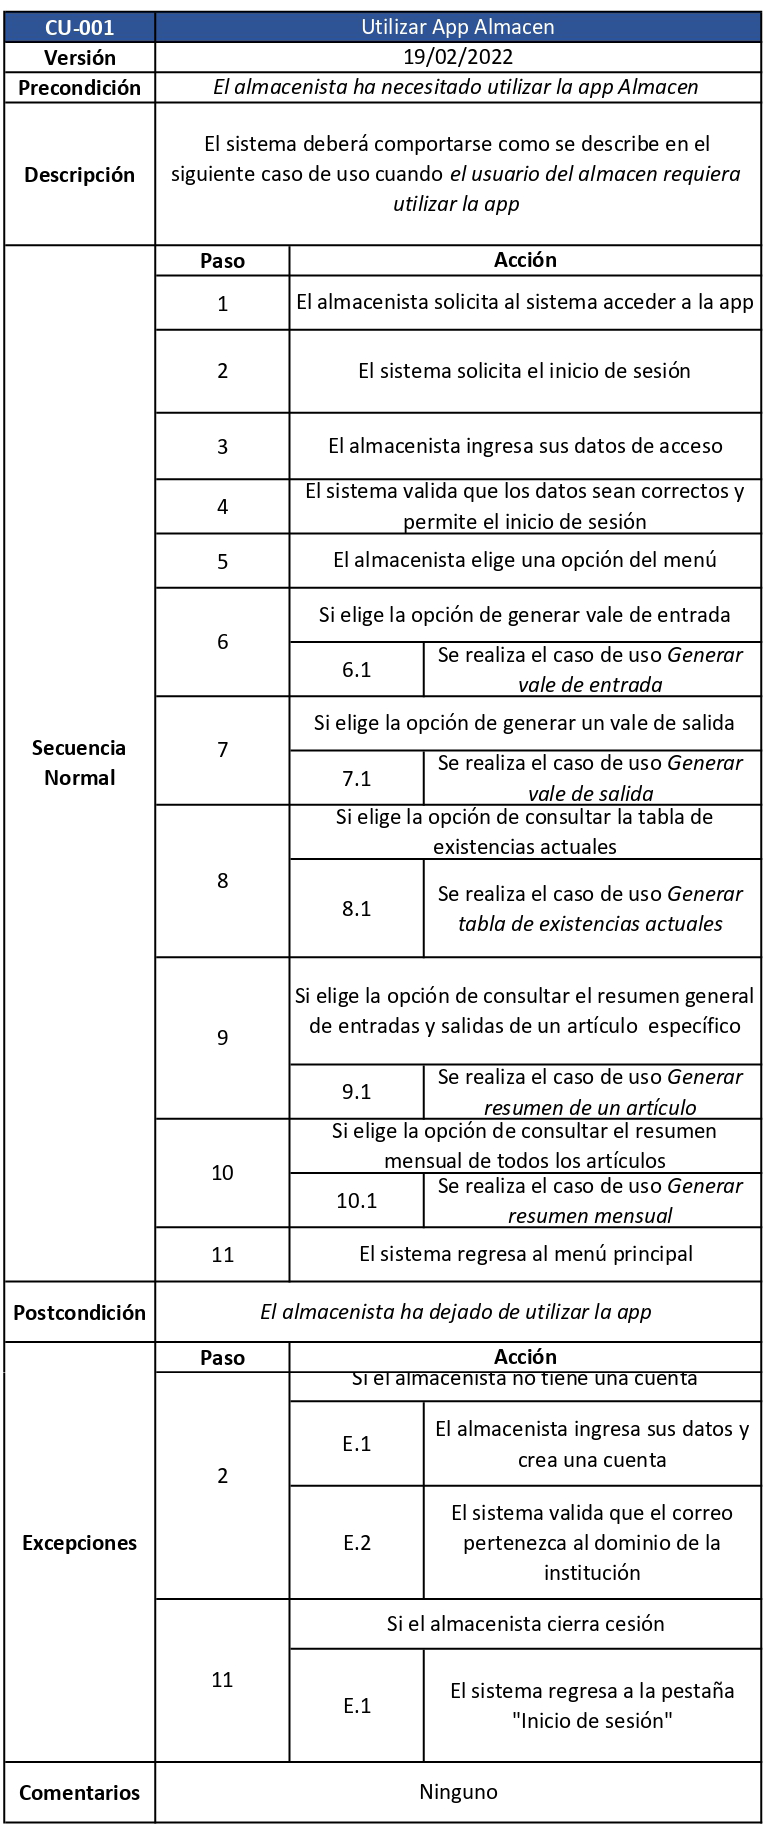 CU-001
Utilizar App Almacen
Versión
19/02/2022
Precondición
El almacenista ha necesitado utilizar la app Almacen
Descripción
El sistema deberá comportarse como se describe en el
siguiente caso de uso cuando el usuario del almacen requiera
utilizar la app
Secuencia
Normal
Paso
Acción
1
El almacenista solicita al sistema acceder a la app
2
El sistema solicita el inicio de sesión
3
El almacenista ingresa sus datos de acceso
4
El sistema valida que los datos sean correctos y
permite el inicio de sesión
5
El almacenista elige una opción del menú
6
Si elige la opción de generar vale de entrada
6.1
Se realiza el caso de uso Generar
vale de entrada
7
Si elige la opción de generar un vale de salida
7.1
Se realiza el caso de uso Generar
vale de salida
8
Si elige la opción de consultar la tabla de
existencias actuales
8.1
Se realiza el caso de uso Generar
tabla de existencias actuales
9
Si elige la opción de consultar el resumen general
de entradas y salidas de un artículo específico
9.1
Se realiza el caso de uso Generar
resumen de un artículo
10
Si elige la opción de consultar el resumen
mensual de todos los artículos
10.1
Se realiza el caso de uso Generar
resumen mensual
11
El sistema regresa al menú principal
Postcondición
El almacenista ha dejado de utilizar la app
Excepciones
Paso
Acción
2
Si el almacenista no tiene una cuenta
E.1
El almacenista ingresa sus datos y
crea una cuenta
E.2
El sistema valida que el correo
pertenezca al dominio de la
institución
11
Si el almacenista cierra cesión
E.1
El sistema regresa a la pestaña
"Inicio de sesión"
Comentarios
Ninguno